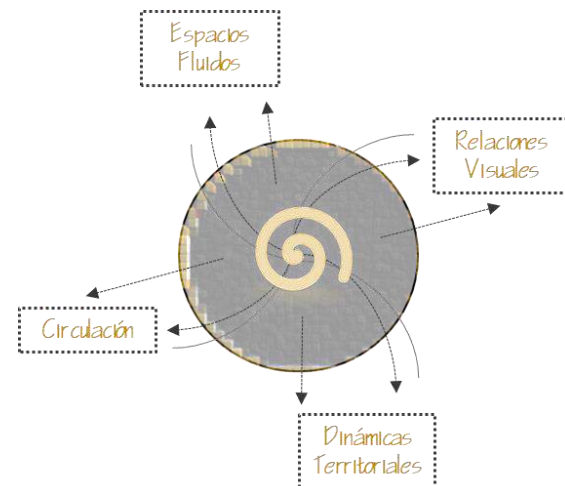 Espacios
Fluidos
Relaciones
Visuales
Circulación
Dinámicas
Territoriales